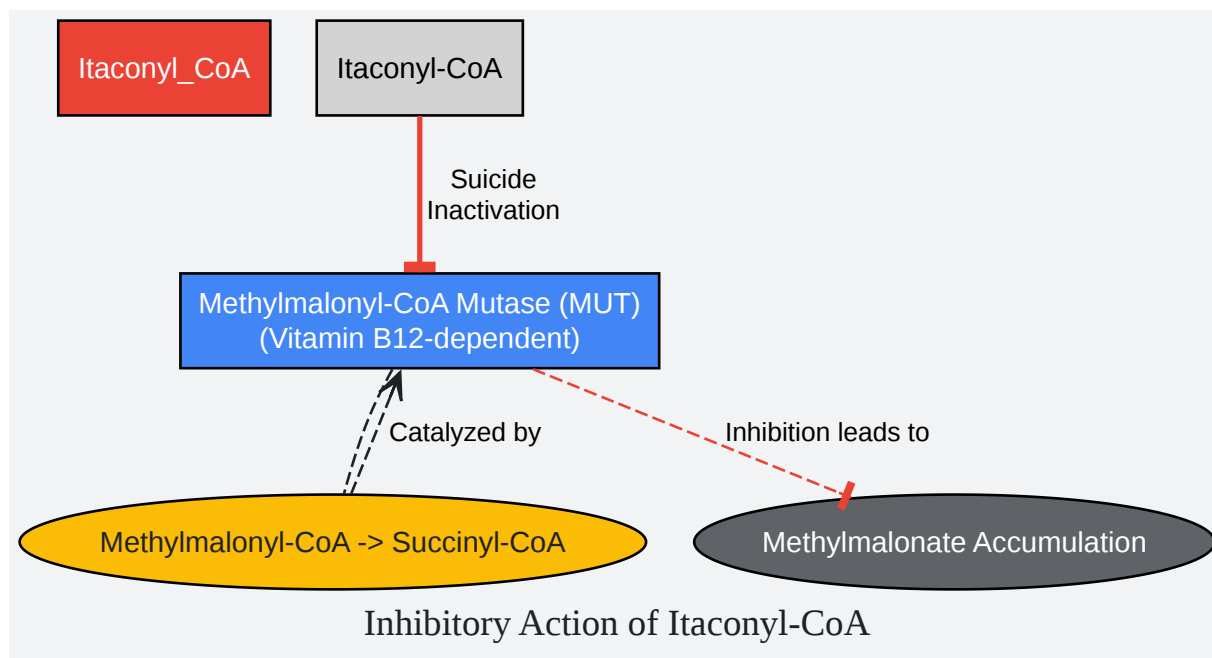 Itaconyl_CoA
Itaconyl-CoA
Suicide
Inactivation
Methylmalonyl-CoA Mutase (MUT)
(Vitamin B12-dependent)
Catalyzed by
Inhibition leads to
Methylmalonyl-CoA -> Succinyl-CoA
Methylmalonate Accumulation
Inhibitory Action of Itaconyl-CoA